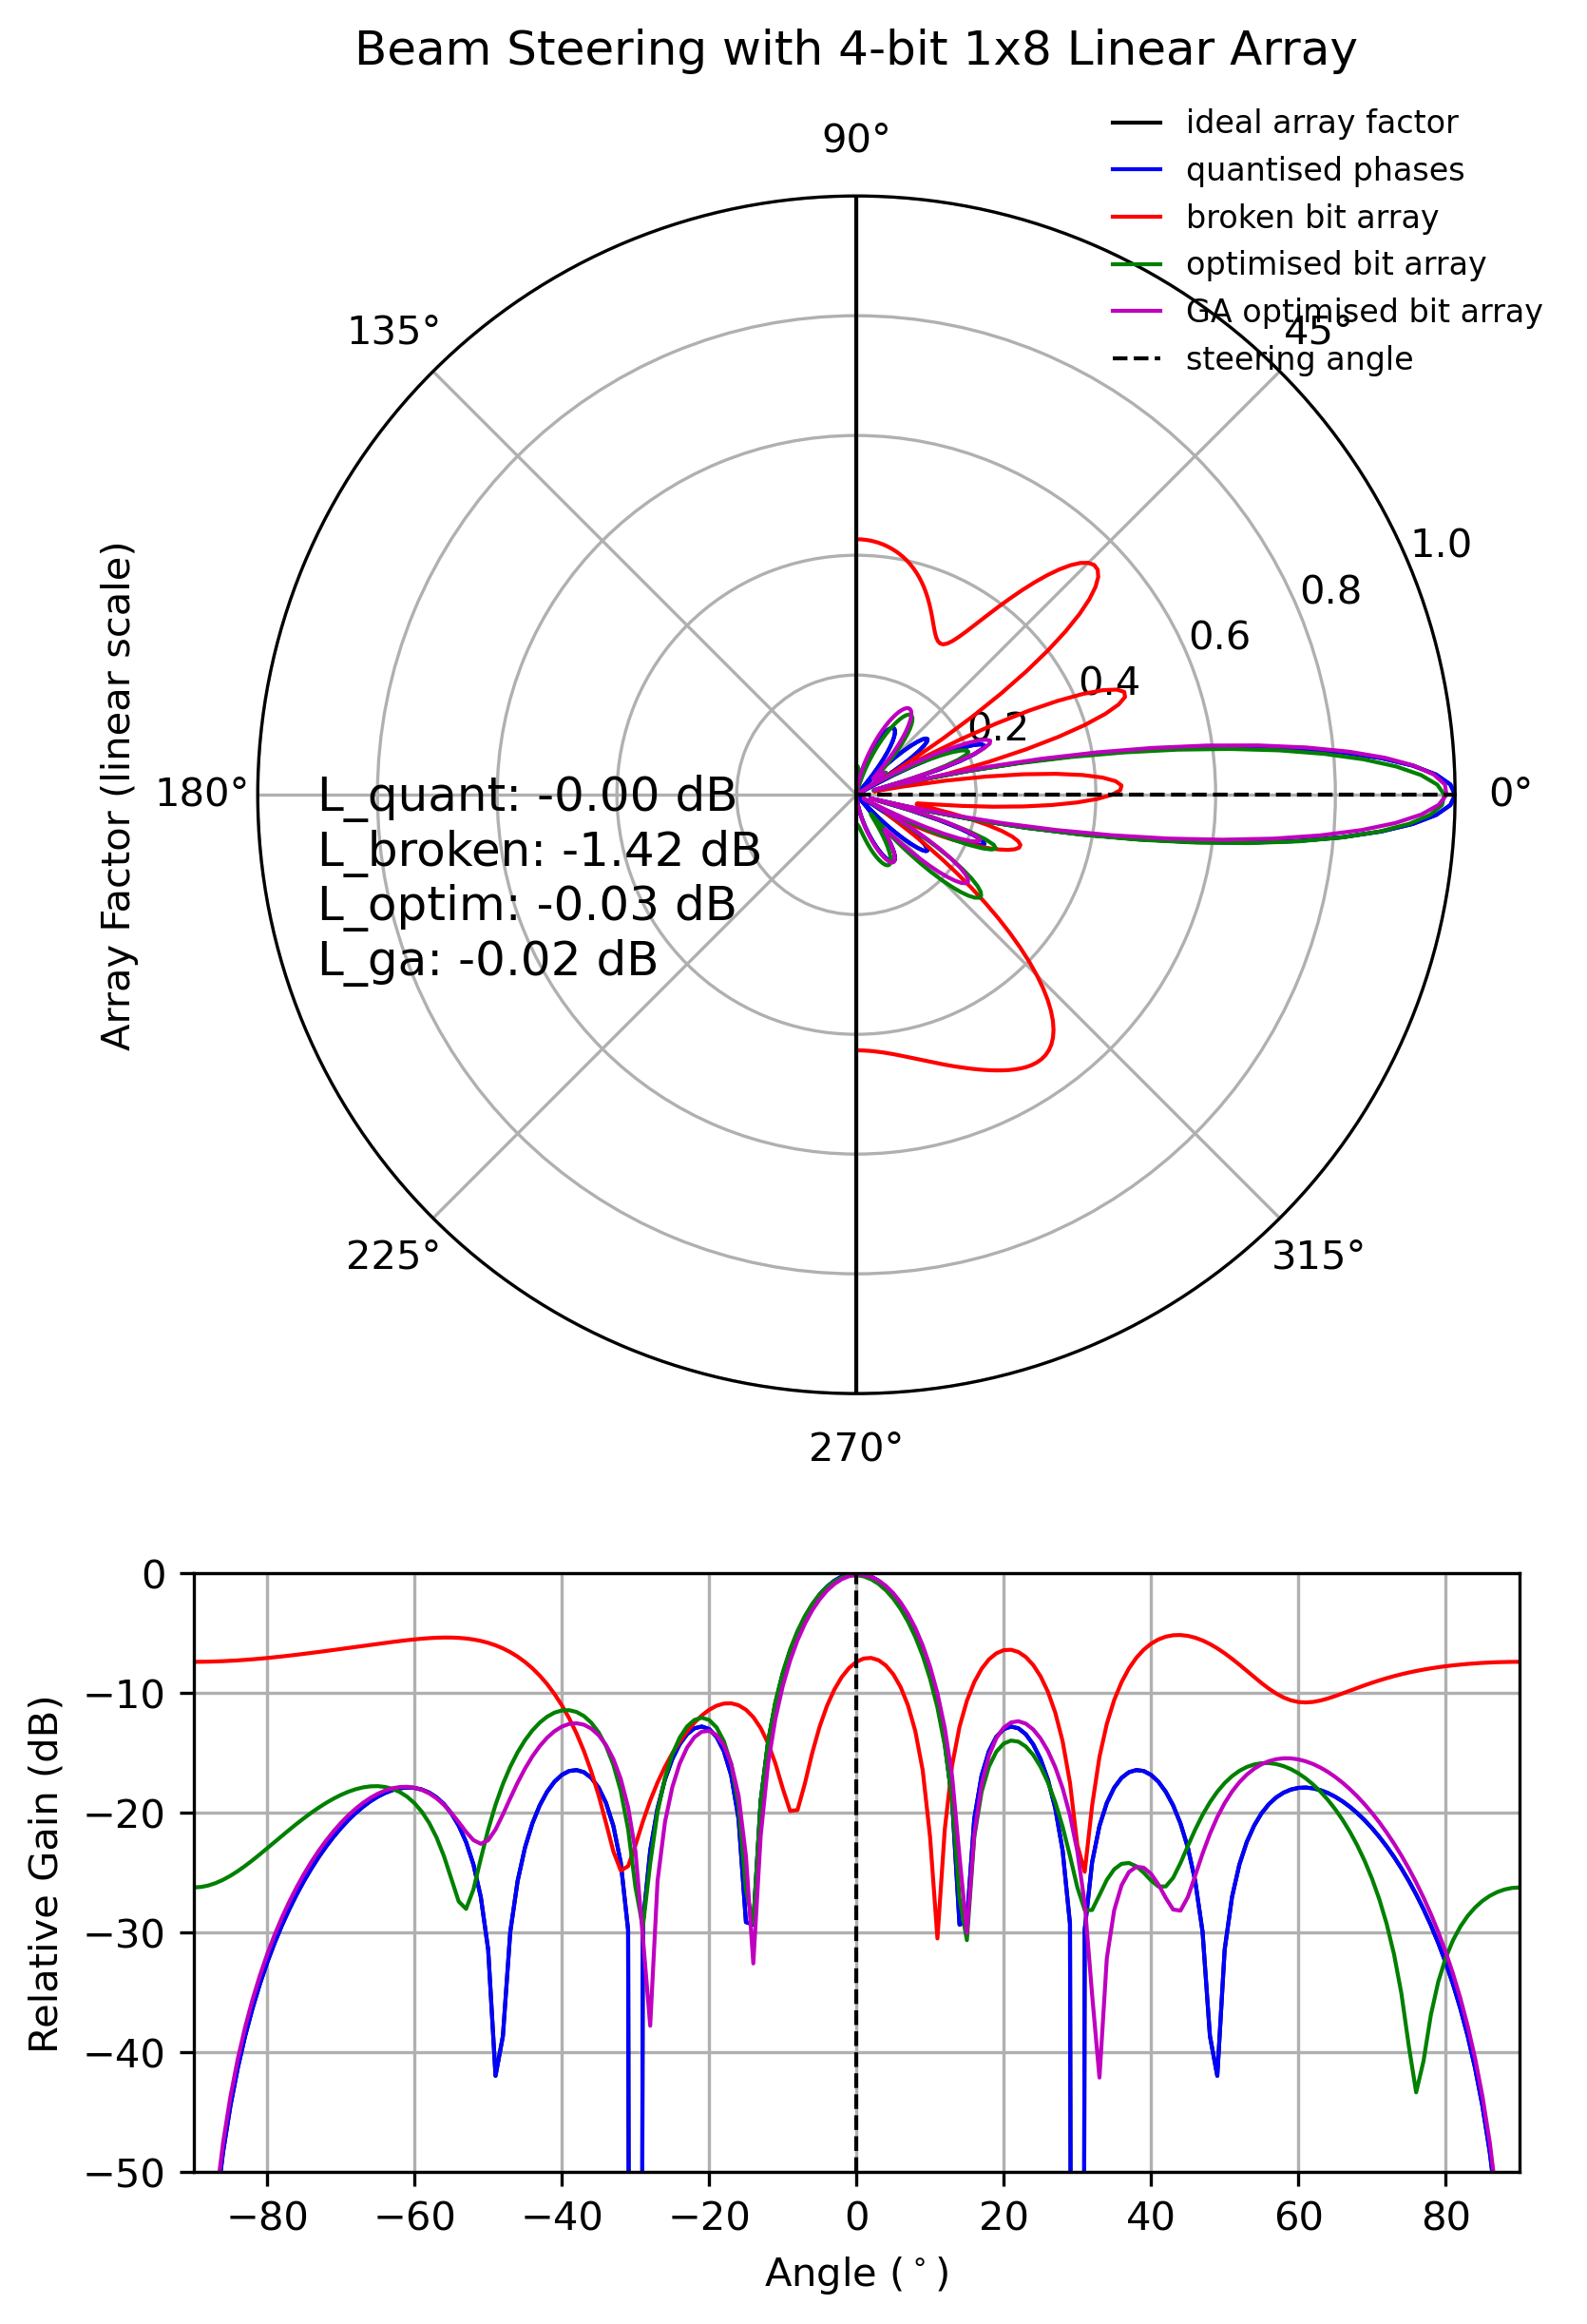 Beam Steering with 4-bit 1x8 Linear Array
ideal array factor
quantised phases
broken bit array
optimised bit array
GA optimised bit array
steering angle
90°
135°
45°
180°
0°
225°
315°
270°
1.0
0.8
0.6
0.4
0.2
Array Factor (linear scale)
L_quant: -0.00 dB
L_broken: -1.42 dB
L_optim: -0.03 dB
L_ga: -0.02 dB
0
−10
−20
−30
−40
−50
Relative Gain (dB)
−80 −60 −40 −20 0 20 40 60 80
Angle (°)